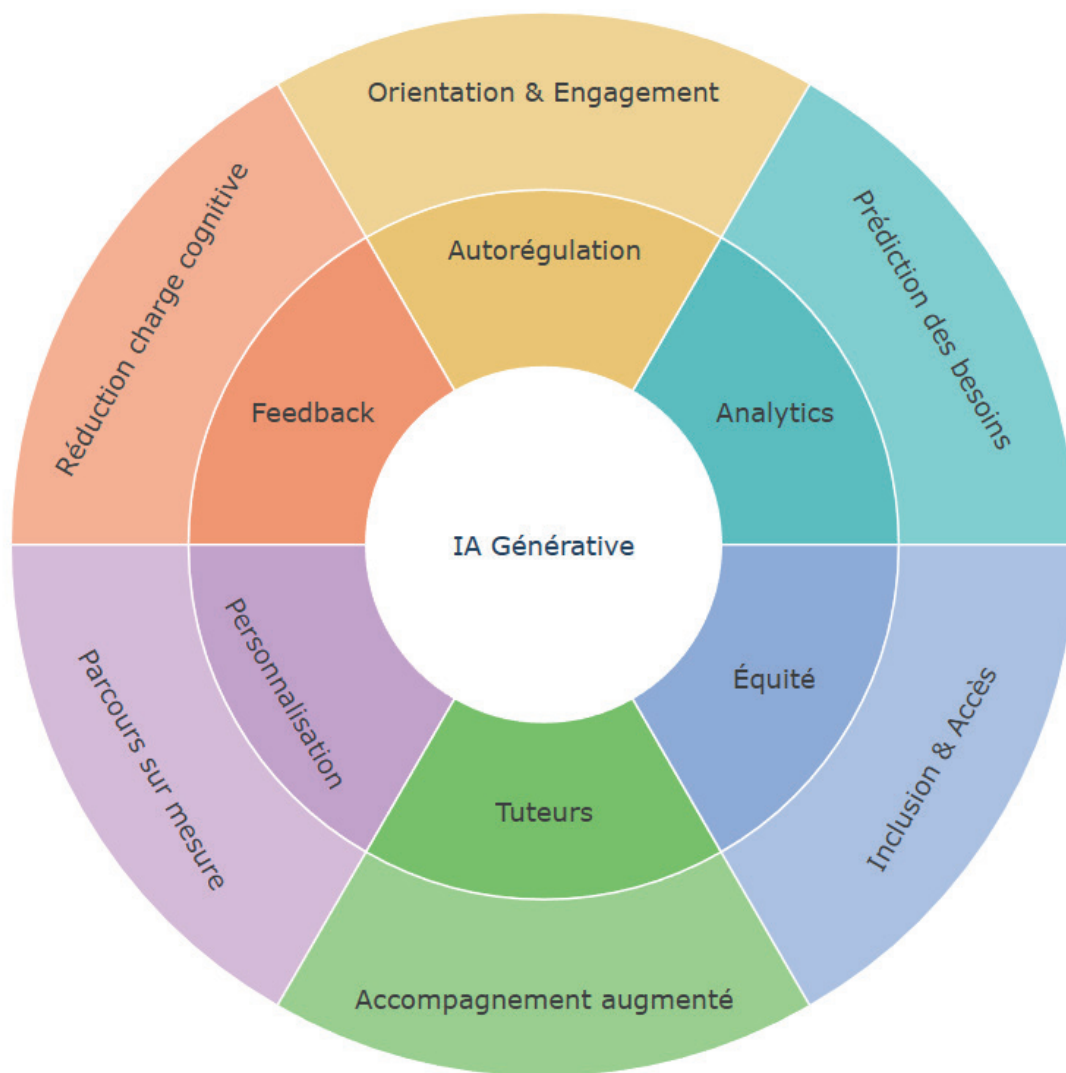 Orientation & Engagement
Autorégulation
Réduction charge cognitive
Feedback
Prédiction des besoins
Analytics
IA Générative
Personnalisation
Parcours sur mesure
Équité
Inclusion & Accès
Tuteurs
Accompagnement augmenté